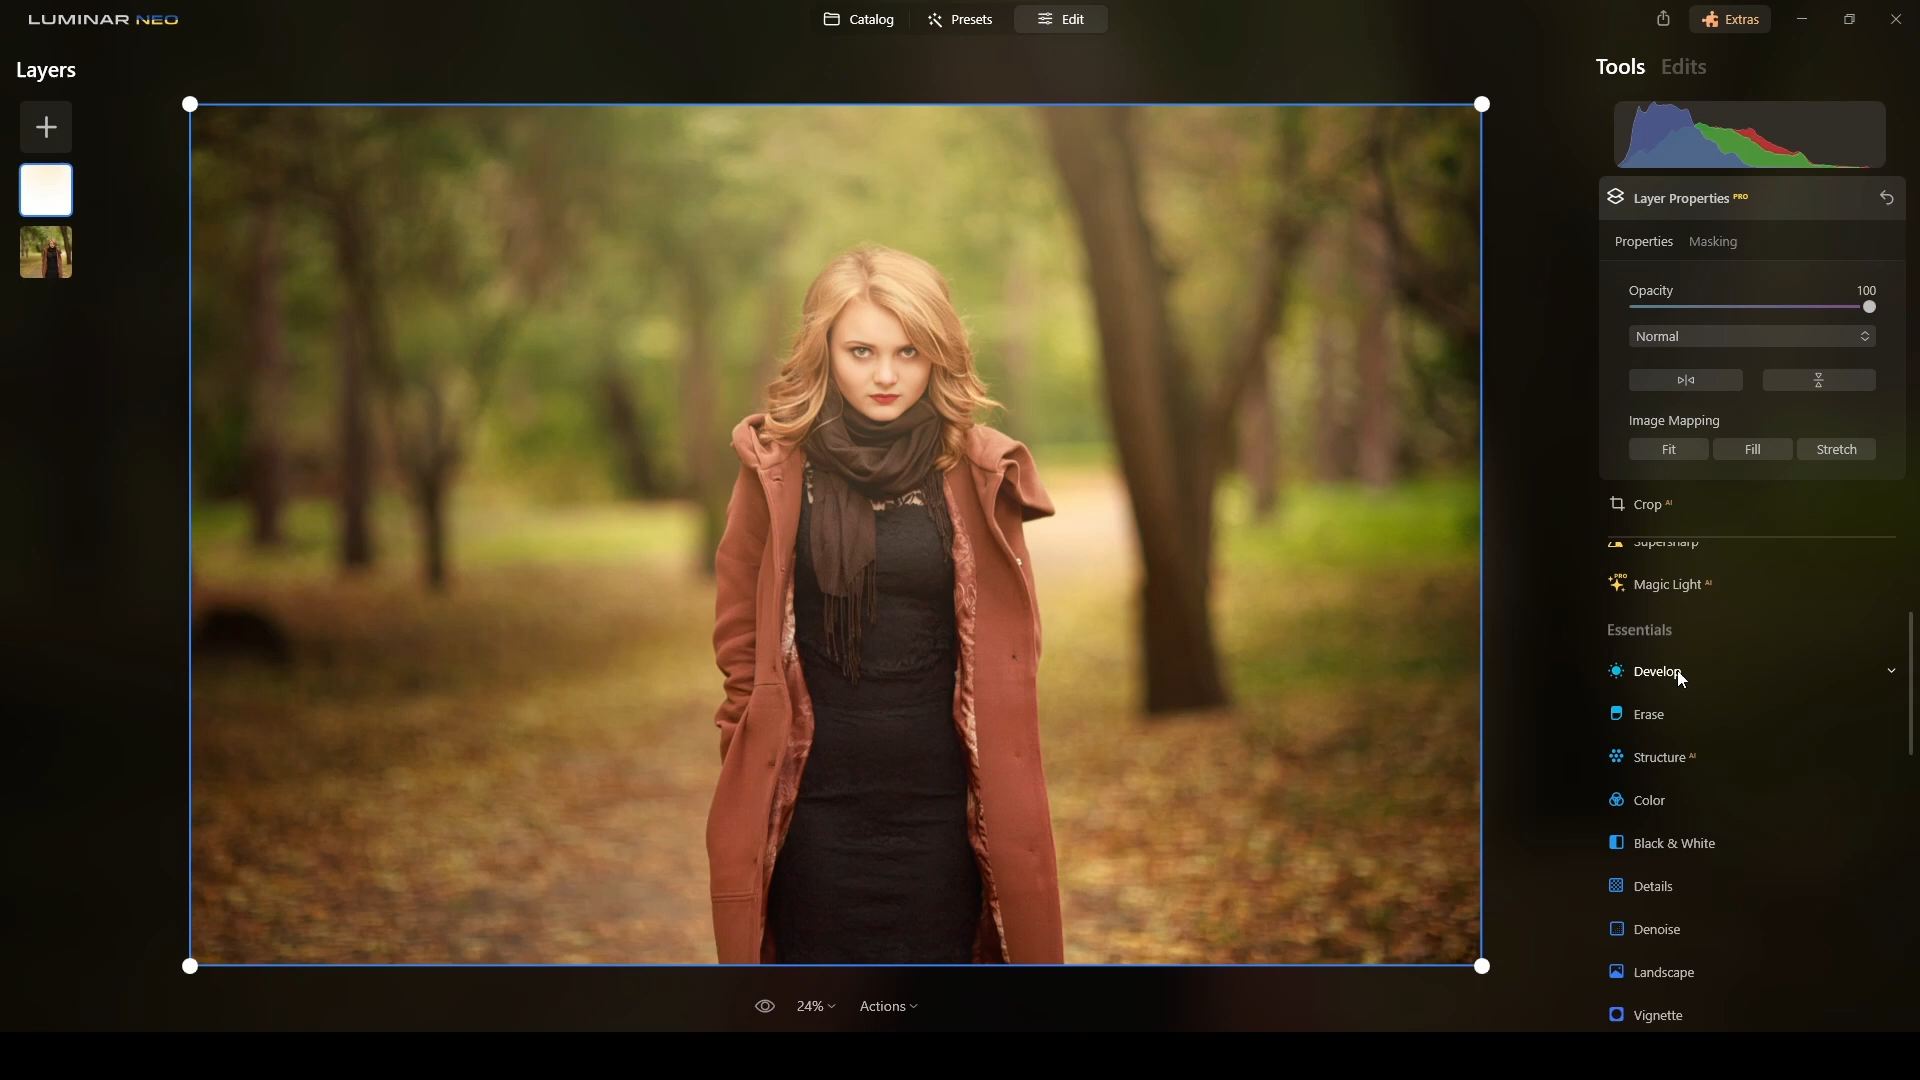 LUMINAR NEO
Catalog
Presets
Edit
Extras
Layers
Tools Edits
Layer Properties PRO
Properties Masking
Opacity 100
Normal
Image Mapping
Fit Fill Stretch
Crop AI
Supersharp
PRO
Magic Light AI
Essentials
Develop
Erase
Structure AI
Color
Black & White
Details
Denoise
Landscape
Vignette
24% Actions